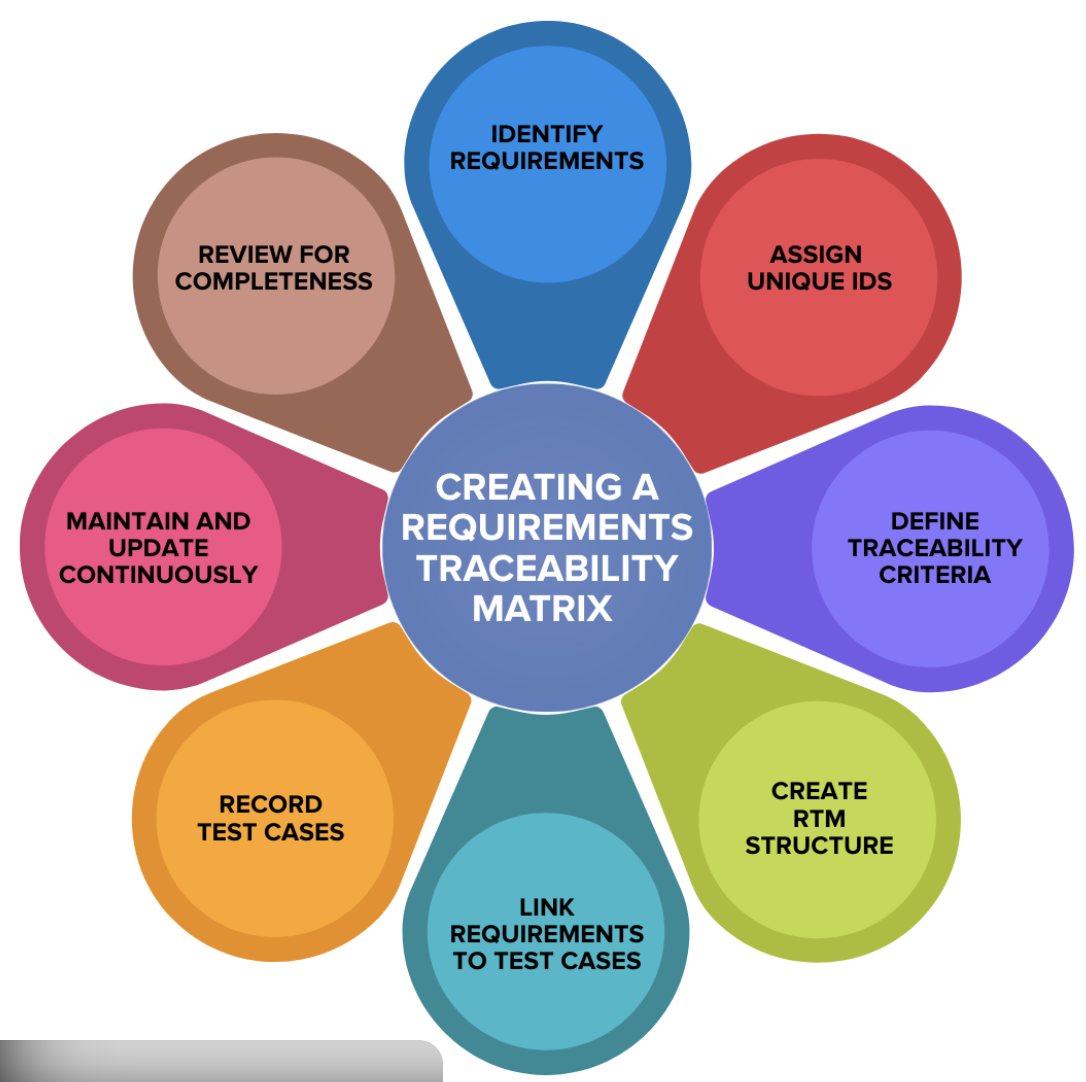 IDENTIFY
REQUIREMENTS
ASSIGN
UNIQUE IDS
DEFINE
TRACEABILITY
CRITERIA
CREATE
RTM
STRUCTURE
LINK
REQUIREMENTS
TO TEST CASES
RECORD
TEST CASES
MAINTAIN AND
UPDATE
CONTINUOUSLY
REVIEW FOR
COMPLETENESS
CREATING A
REQUIREMENTS
TRACEABILITY
MATRIX